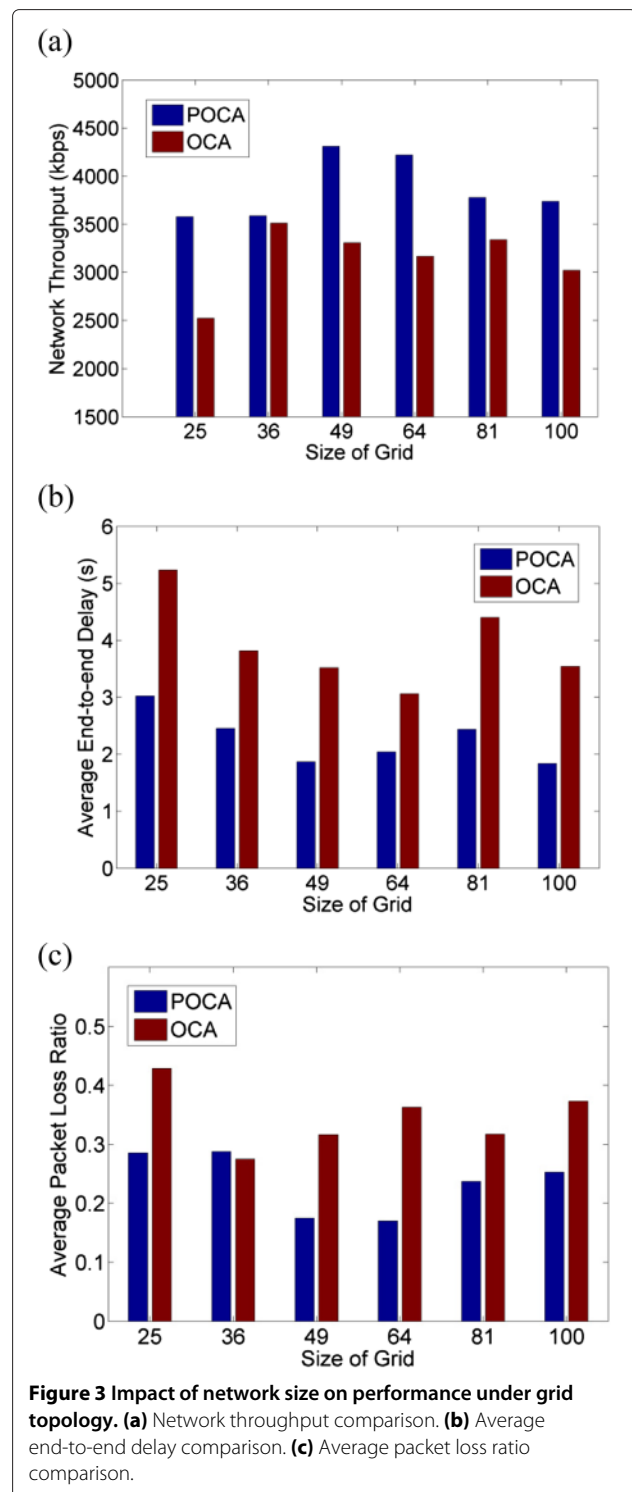 (a)
5000
4500
4000
3500
3000
2500
2000
1500
Network Throughput (kbps)
POCA
OCA
25 36 49 64 81 100
Size of Grid
(b)
6
5
4
3
2
1
0
Average End-to-end Delay (s)
POCA
OCA
25 36 49 64 81 100
Size of Grid
(c)
0.5
0.4
0.3
0.2
0.1
0
Average Packet Loss Ratio
POCA
OCA
25 36 49 64 81 100
Size of Grid
Figure 3 Impact of network size on performance under grid
topology. (a) Network throughput comparison. (b) Average
end-to-end delay comparison. (c) Average packet loss ratio
comparison.